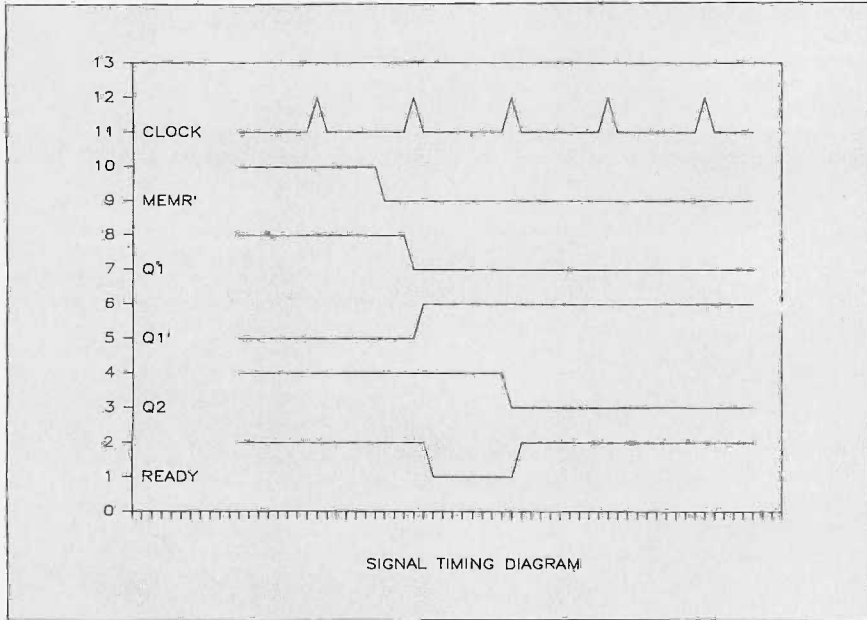 13
12
11 CLOCK
10
9 MEMR'
8
7 Q1
6
5 Q1'
4
3 Q2
2
1 READY
0
SIGNAL TIMING DIAGRAM